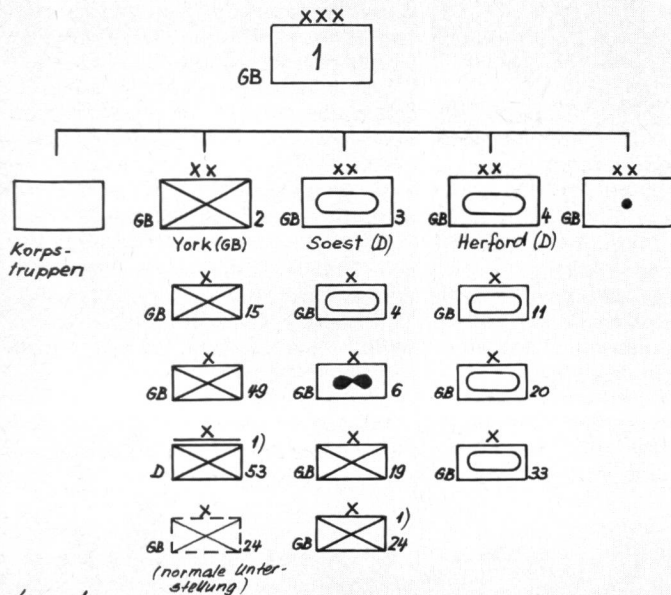 XXX
1
GB
XX
XX
XX
XX
GB 2
GB 3
GB 4
GB
Korps-
truppen
York (GB)
Soest (D)
Herford (D)
X
X
X
GB 15
GB 4
GB 11
X
X
X
GB 49
GB 6
GB 20
X 1)
X
X
D 53
GB 19
GB 33
X
X 1)
GB 24
GB 24
(normale Unter-
stellung)